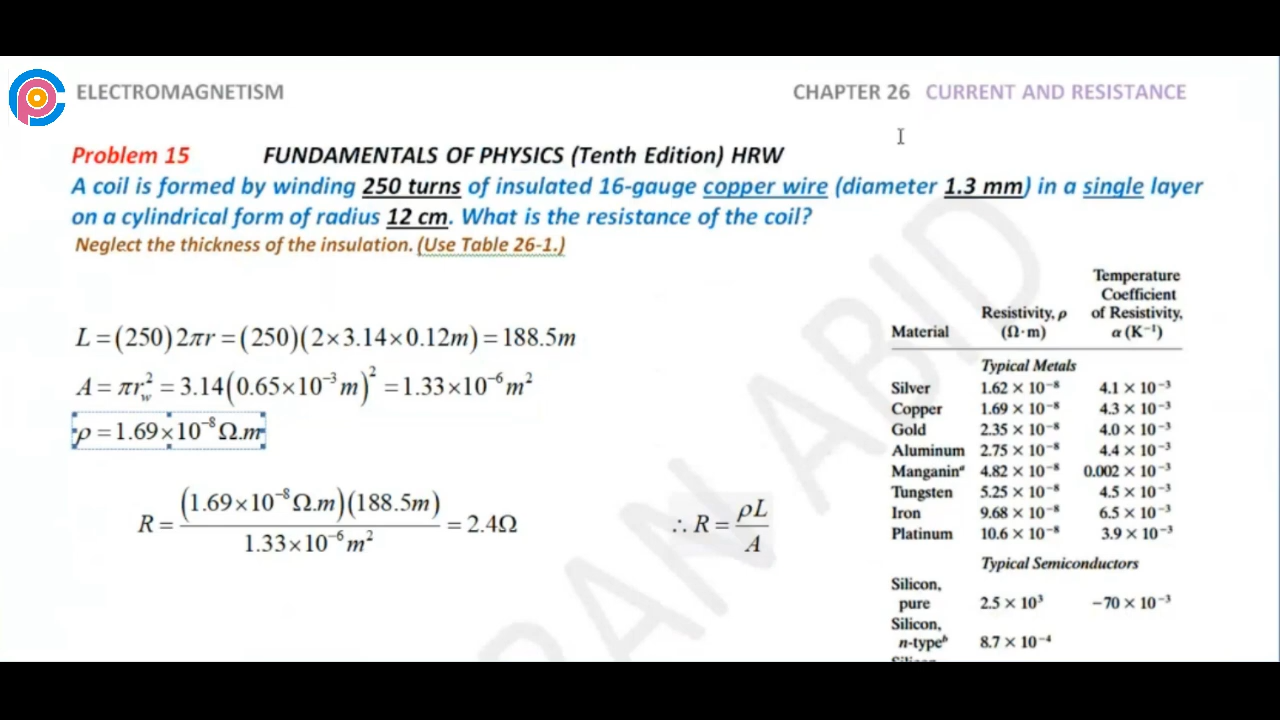 ELECTROMAGNETISM
CHAPTER 26 CURRENT AND RESISTANCE
Problem 15 FUNDAMENTALS OF PHYSICS (Tenth Edition) HRW
A coil is formed by winding 250 turns of insulated 16-gauge copper wire (diameter 1.3 mm) in a single layer
on a cylindrical form of radius 12 cm. What is the resistance of the coil?
Neglect the thickness of the insulation. (Use Table 26-1.)
L = (250) 2πr = (250)(2×3.14×0.12m) = 188.5m
A = πr_w² = 3.14(0.65×10⁻³ m)² = 1.33×10⁻⁶ m²
ρ = 1.69×10⁻⁸ Ω.m
R = (1.69×10⁻⁸ Ω.m)(188.5m) / 1.33×10⁻⁶ m² = 2.4Ω
∴ R = ρL / A
Temperature
Coefficient
Resistivity, ρ of Resistivity,
Material (Ω·m) α (K⁻¹)
Typical Metals
Silver 1.62 × 10⁻⁸ 4.1 × 10⁻³
Copper 1.69 × 10⁻⁸ 4.3 × 10⁻³
Gold 2.35 × 10⁻⁸ 4.0 × 10⁻³
Aluminum 2.75 × 10⁻⁸ 4.4 × 10⁻³
Manganinᵃ 4.82 × 10⁻⁸ 0.002 × 10⁻³
Tungsten 5.25 × 10⁻⁸ 4.5 × 10⁻³
Iron 9.68 × 10⁻⁸ 6.5 × 10⁻³
Platinum 10.6 × 10⁻⁸ 3.9 × 10⁻³
Typical Semiconductors
Silicon,
pure 2.5 × 10³ −70 × 10⁻³
Silicon,
n-typeᵇ 8.7 × 10⁻⁴